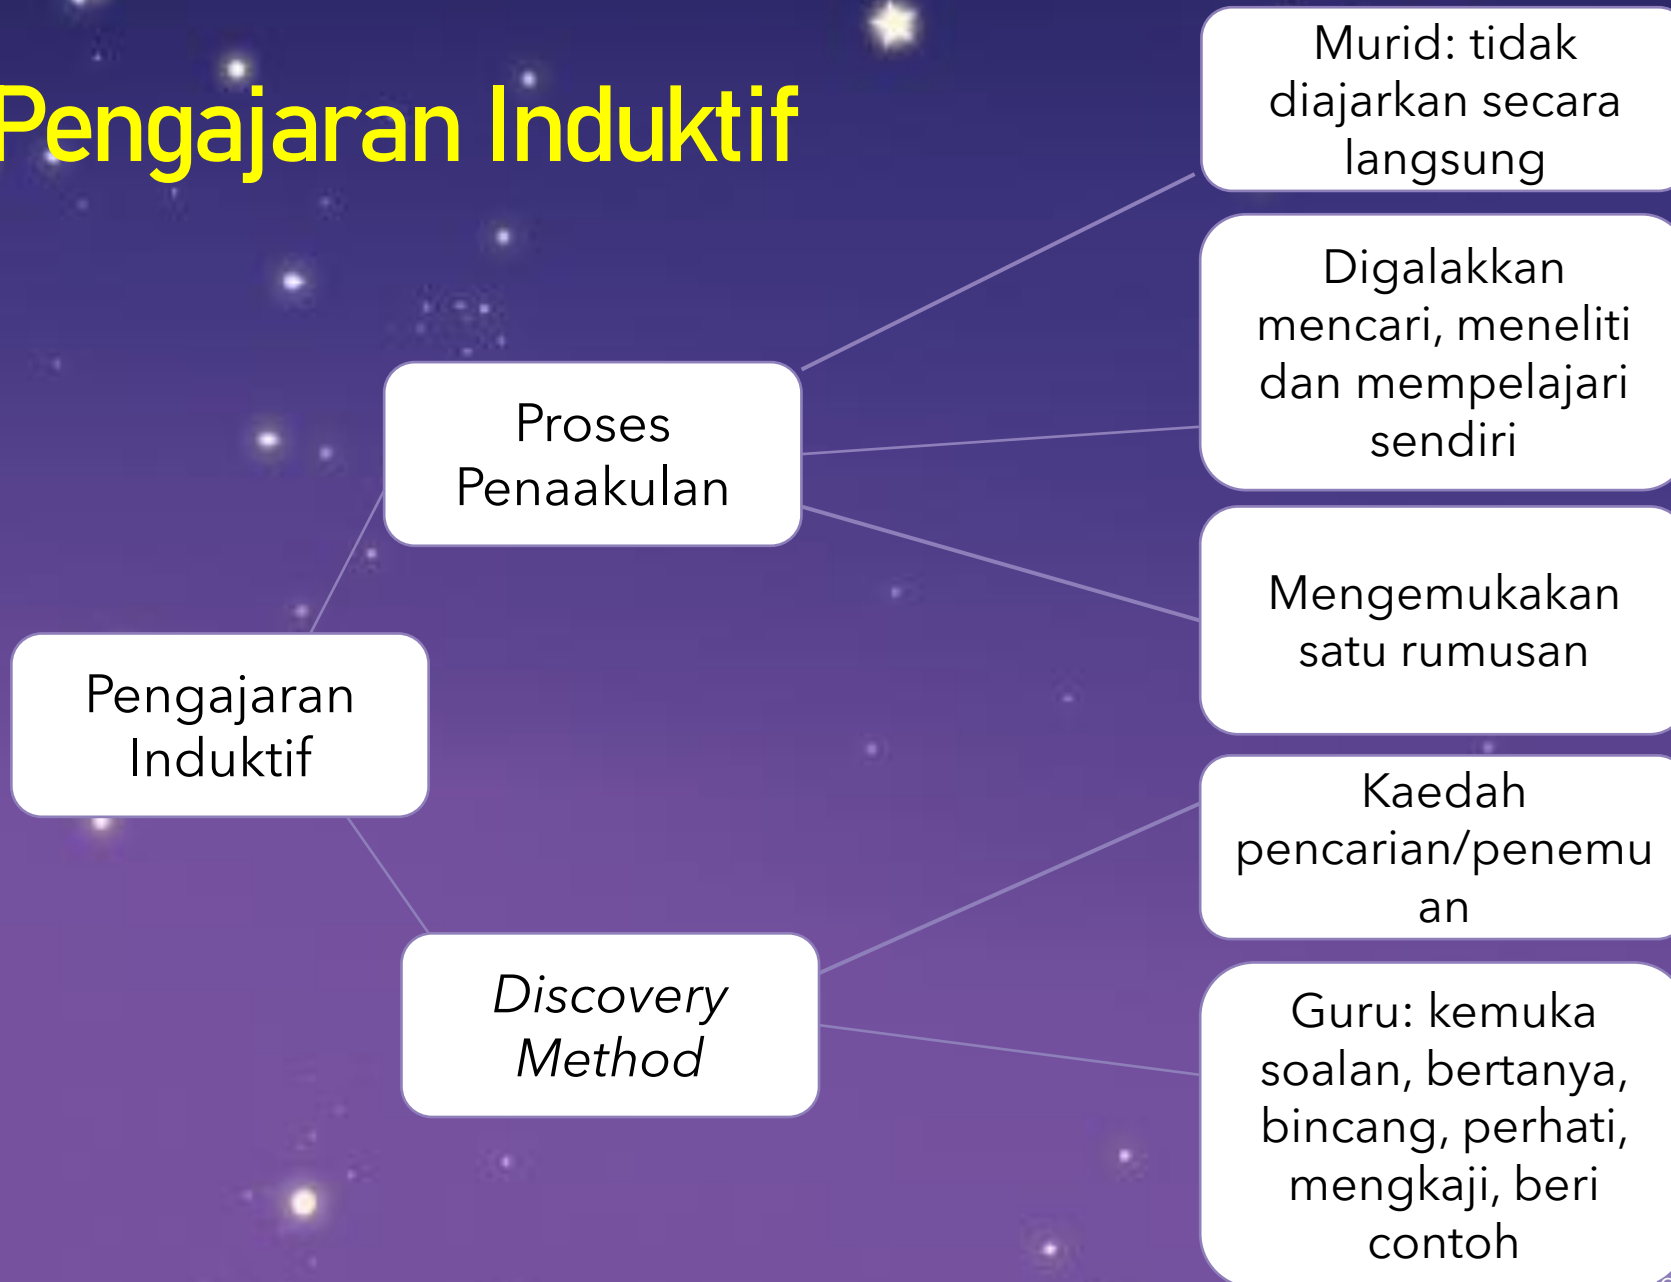 Pengajaran Induktif
Pengajaran
Induktif
Proses
Penaakulan
Murid: tidak
diajarkan secara
langsung
Digalakkan
mencari, meneliti
dan mempelajari
sendiri
Mengemukakan
satu rumusan
Discovery
Method
Kaedah
pencarian/penemu
an
Guru: kemuka
soalan, bertanya,
bincang, perhati,
mengkaji, beri
contoh